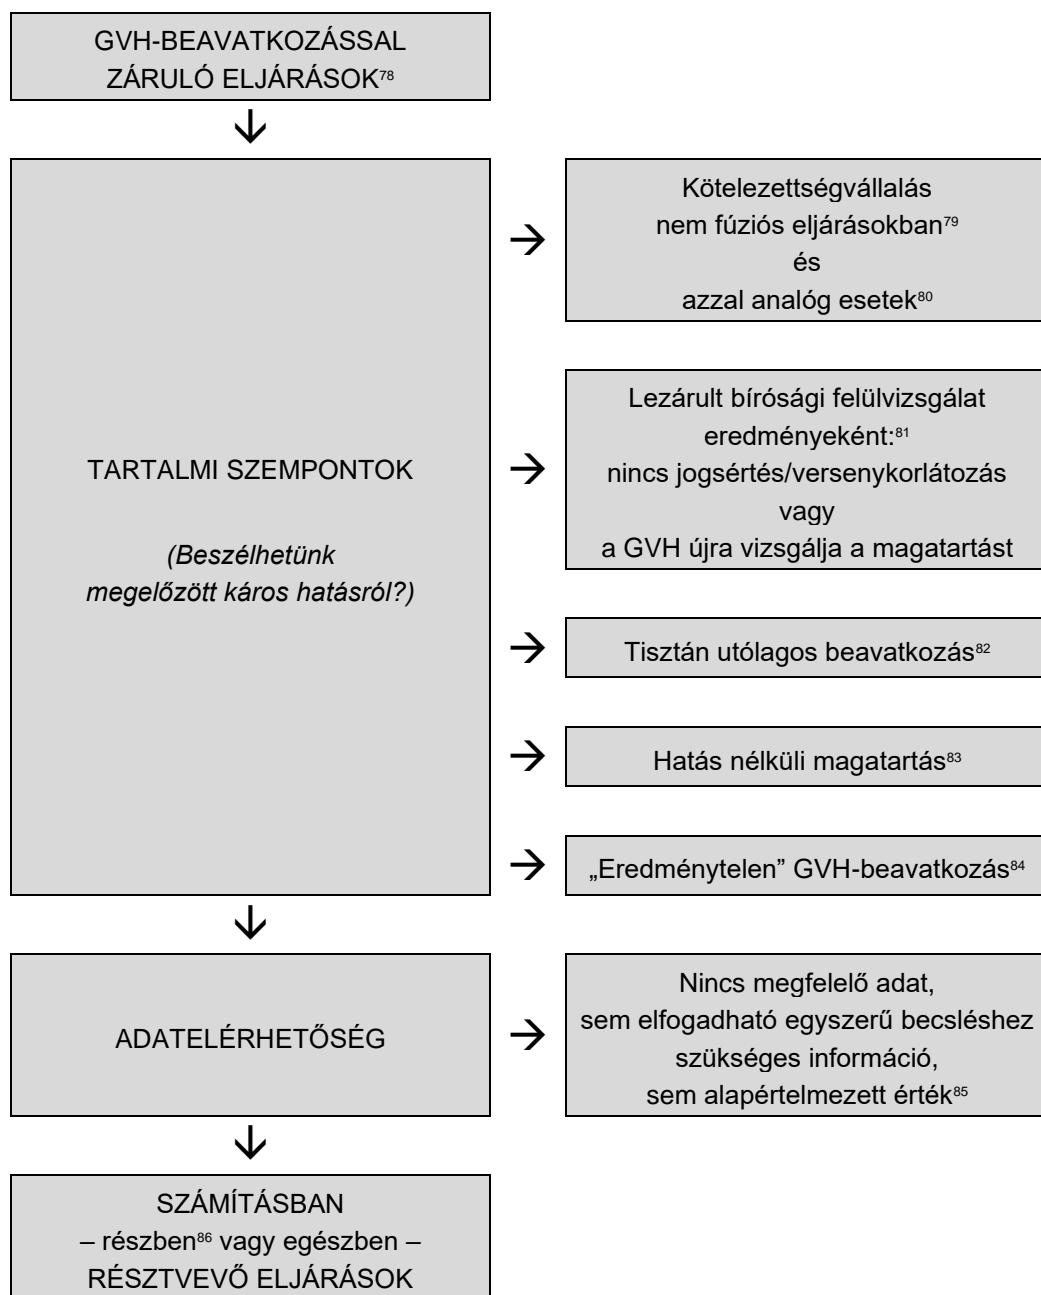 GVH-BEAVATKOZÁSSAL
ZÁRULÓ ELJÁRÁSOK⁷⁸
TARTALMI SZEMPONTOK
(Beszélhetünk
megelőzött káros hatásról?)
Kötelezettségvállalás
nem fúziós eljárásokban⁷⁹
és
azzal analóg esetek⁸⁰
Lezárult bírósági felülvizsgálat
eredményeként:⁸¹
nincs jogsértés/versenykorlátozás
vagy
a GVH újra vizsgálja a magatartást
Tisztán utólagos beavatkozás⁸²
Hatás nélküli magatartás⁸³
„Eredménytelen” GVH-beavatkozás⁸⁴
ADATELÉRHETŐSÉG
Nincs megfelelő adat,
sem elfogadható egyszerű becsléshez
szükséges információ,
sem alapértelmezett érték⁸⁵
SZÁMÍTÁSBAN
– részben⁸⁶ vagy egészben –
RÉSZTVEVŐ ELJÁRÁSOK